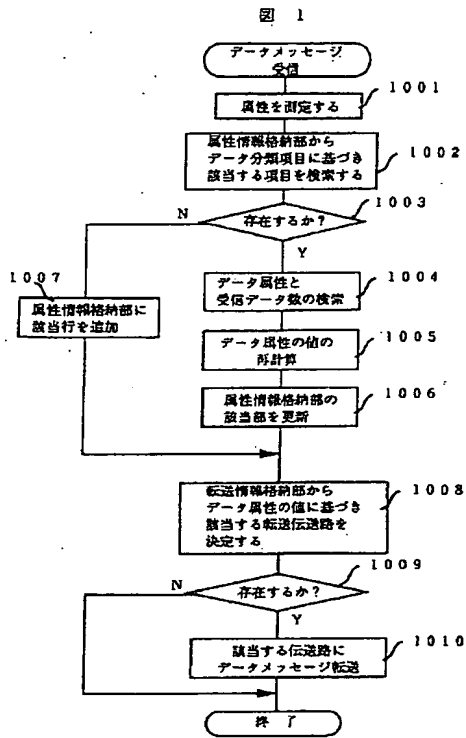 図 1
データメッセージ
受信
1001
属性を測定する
属性情報格納部から
データ分類項目に基づき
該当する項目を検索する
1002
1003
存在するか?
N
Y
1007
属性情報格納部に
該当行を追加
1004
データ属性と
受信データ数の検索
1005
データ属性の値の
再計算
1006
属性情報格納部の
該当部を更新
転送情報格納部から
データ属性の値に基づき
該当する転送伝送路を
決定する
1008
1009
存在するか?
N
Y
1010
該当する伝送路に
データメッセージ転送
終 了